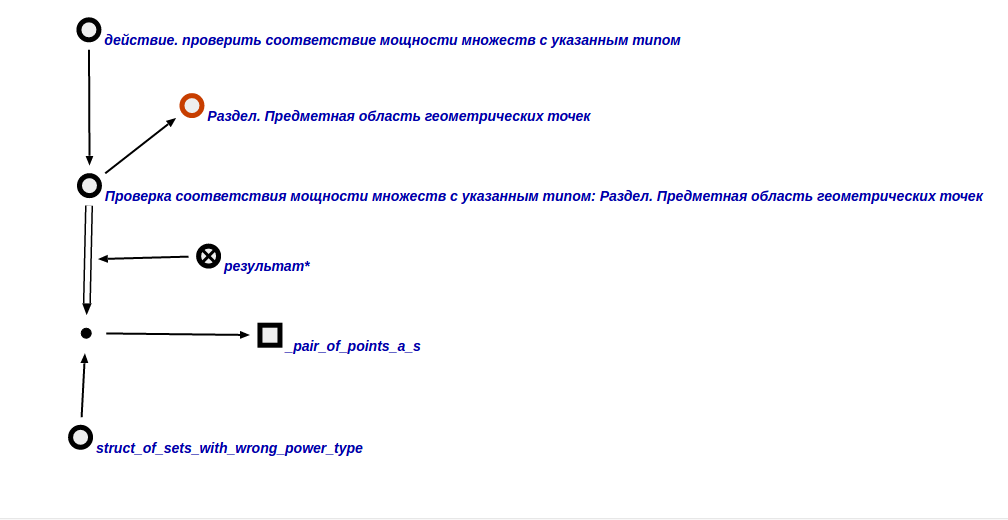 действие. проверить соответствие мощности множеств с указанным типом
Раздел. Предметная область геометрических точек
Проверка соответствия мощности множеств с указанным типом: Раздел. Предметная область геометрических точек
результат*
_pair_of_points_a_s
struct_of_sets_with_wrong_power_type